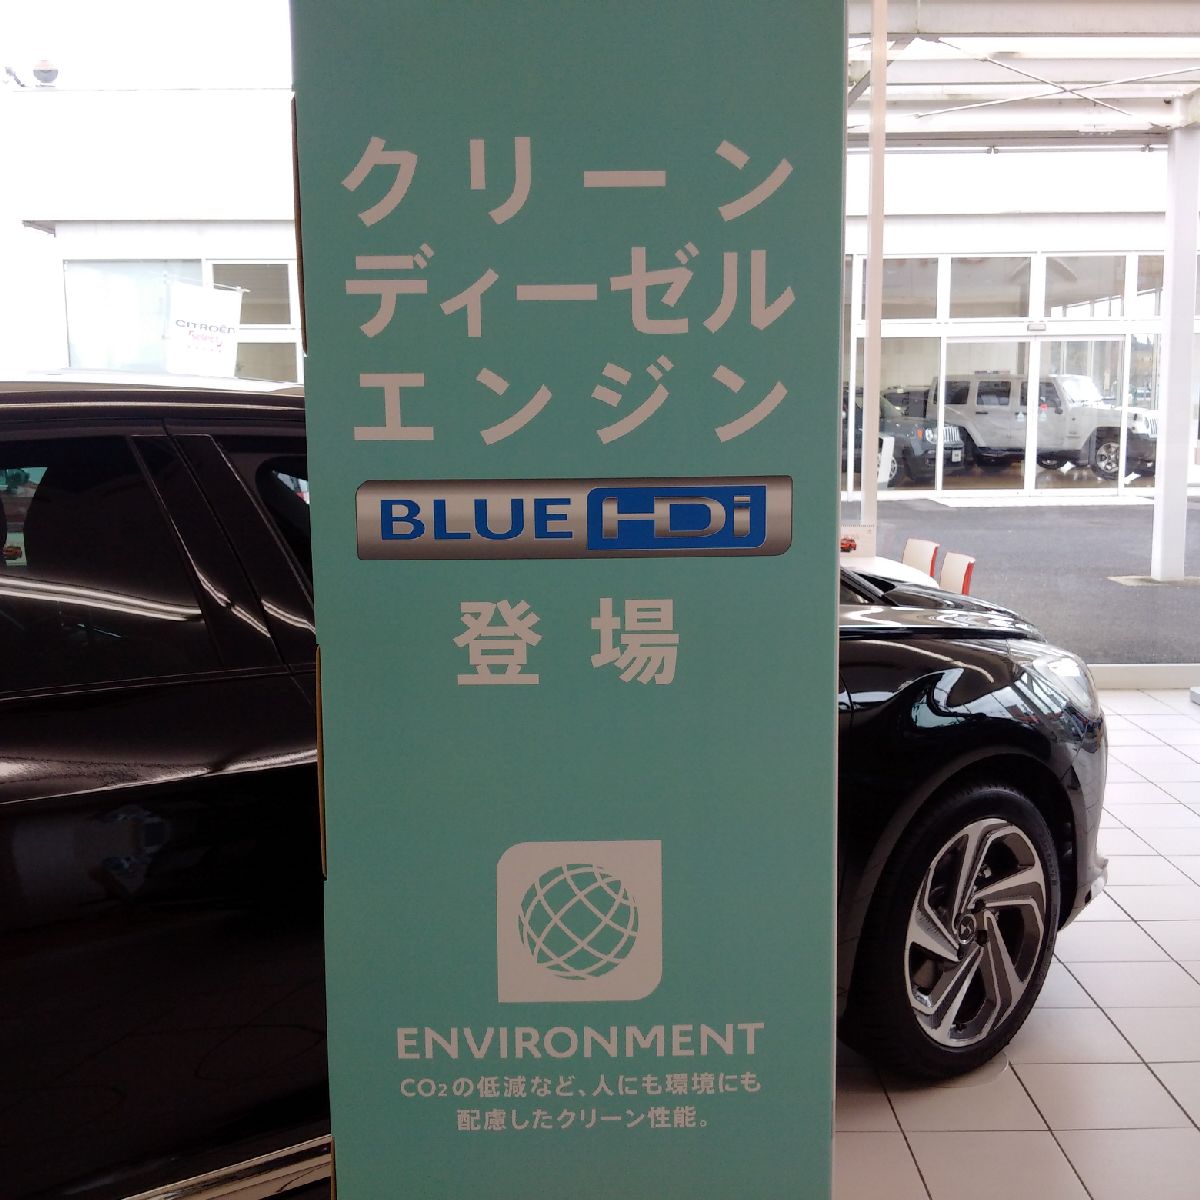 クリーン
ディーゼル
エンジン
BLUE HDi
登場
ENVIRONMENT
CO₂の低減など、人にも環境にも
配慮したクリーン性能。
CITROËN
Select